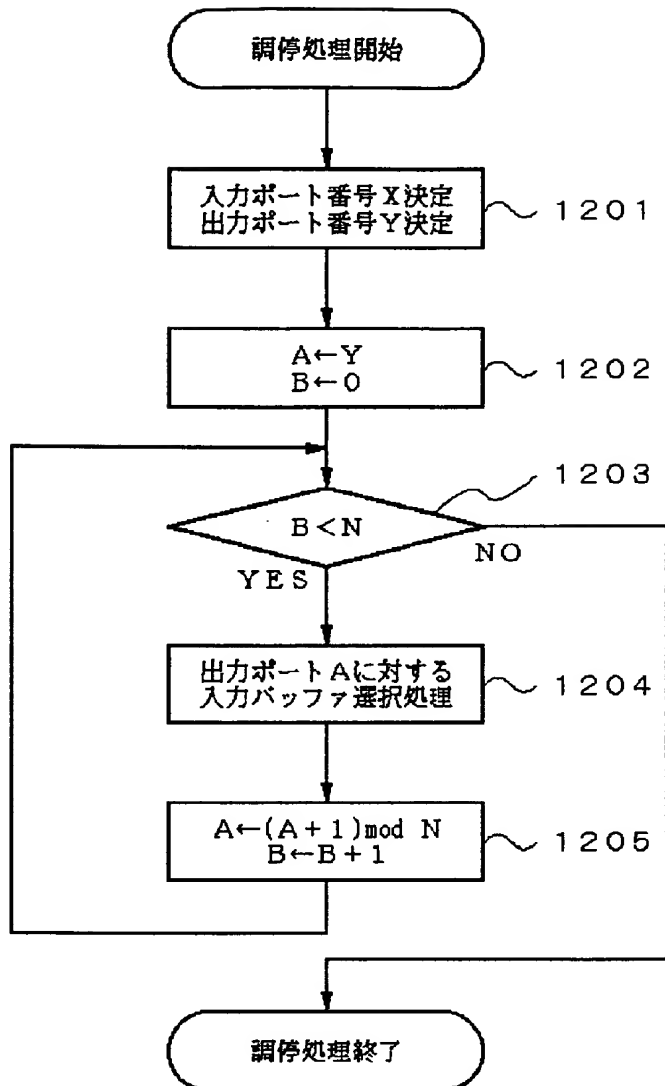 調停処理開始
入力ポート番号X決定
出力ポート番号Y決定
1201
A←Y
B←0
1202
1203
B<N
NO
YES
出力ポートAに対する
入力バッファ選択処理
1204
A←(A+1)mod N
B←B+1
1205
調停処理終了